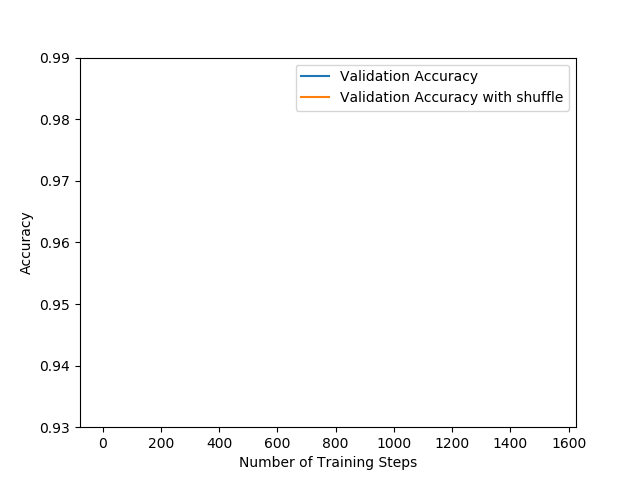 0.99
0.98
0.97
0.96
0.95
0.94
0.93
Accuracy
Validation Accuracy
Validation Accuracy with shuffle
0 200 400 600 800 1000 1200 1400 1600
Number of Training Steps